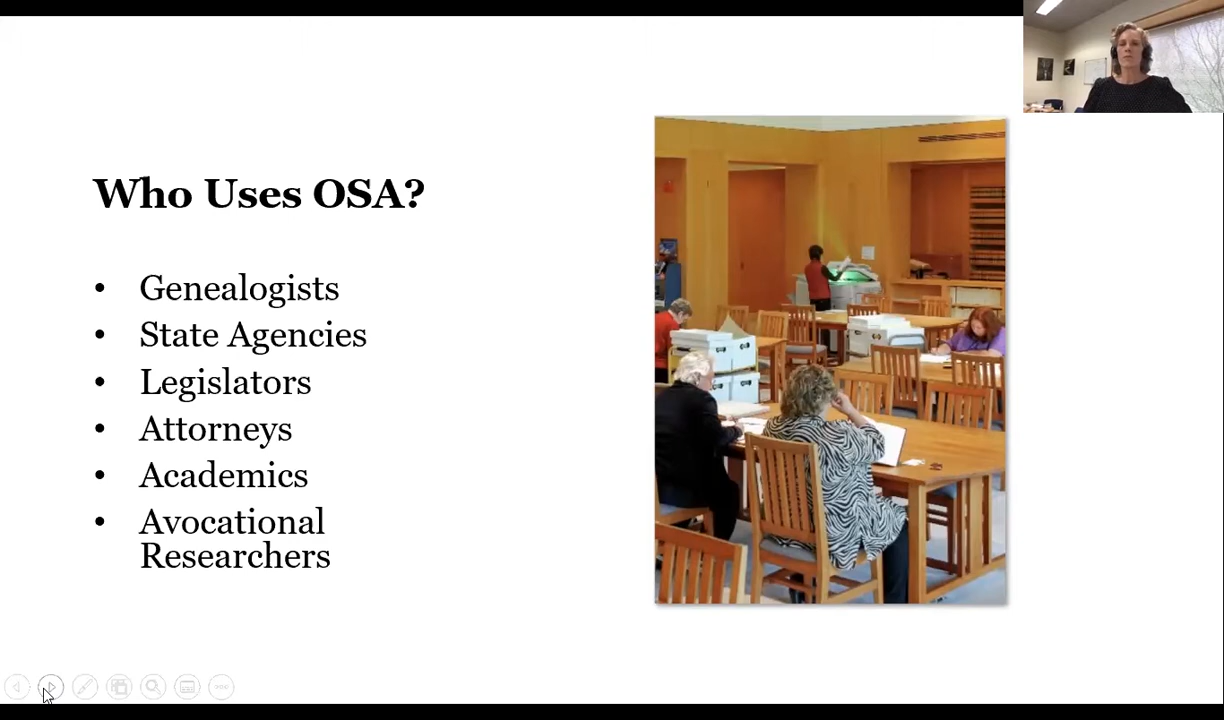 Who Uses OSA?
• Genealogists
• State Agencies
• Legislators
• Attorneys
• Academics
• Avocational
Researchers